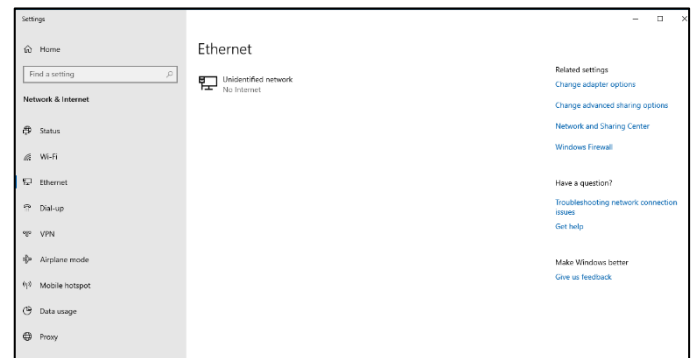 Settings
Home
Find a setting
Network & Internet
Status
Wi-Fi
Ethernet
Dial-up
VPN
Airplane mode
Mobile hotspot
Data usage
Proxy
Ethernet
Unidentified network
No Internet
Related settings
Change adapter options
Change advanced sharing options
Network and Sharing Center
Windows Firewall
Have a question?
Troubleshooting network connection
issues
Get help
Make Windows better
Give us feedback